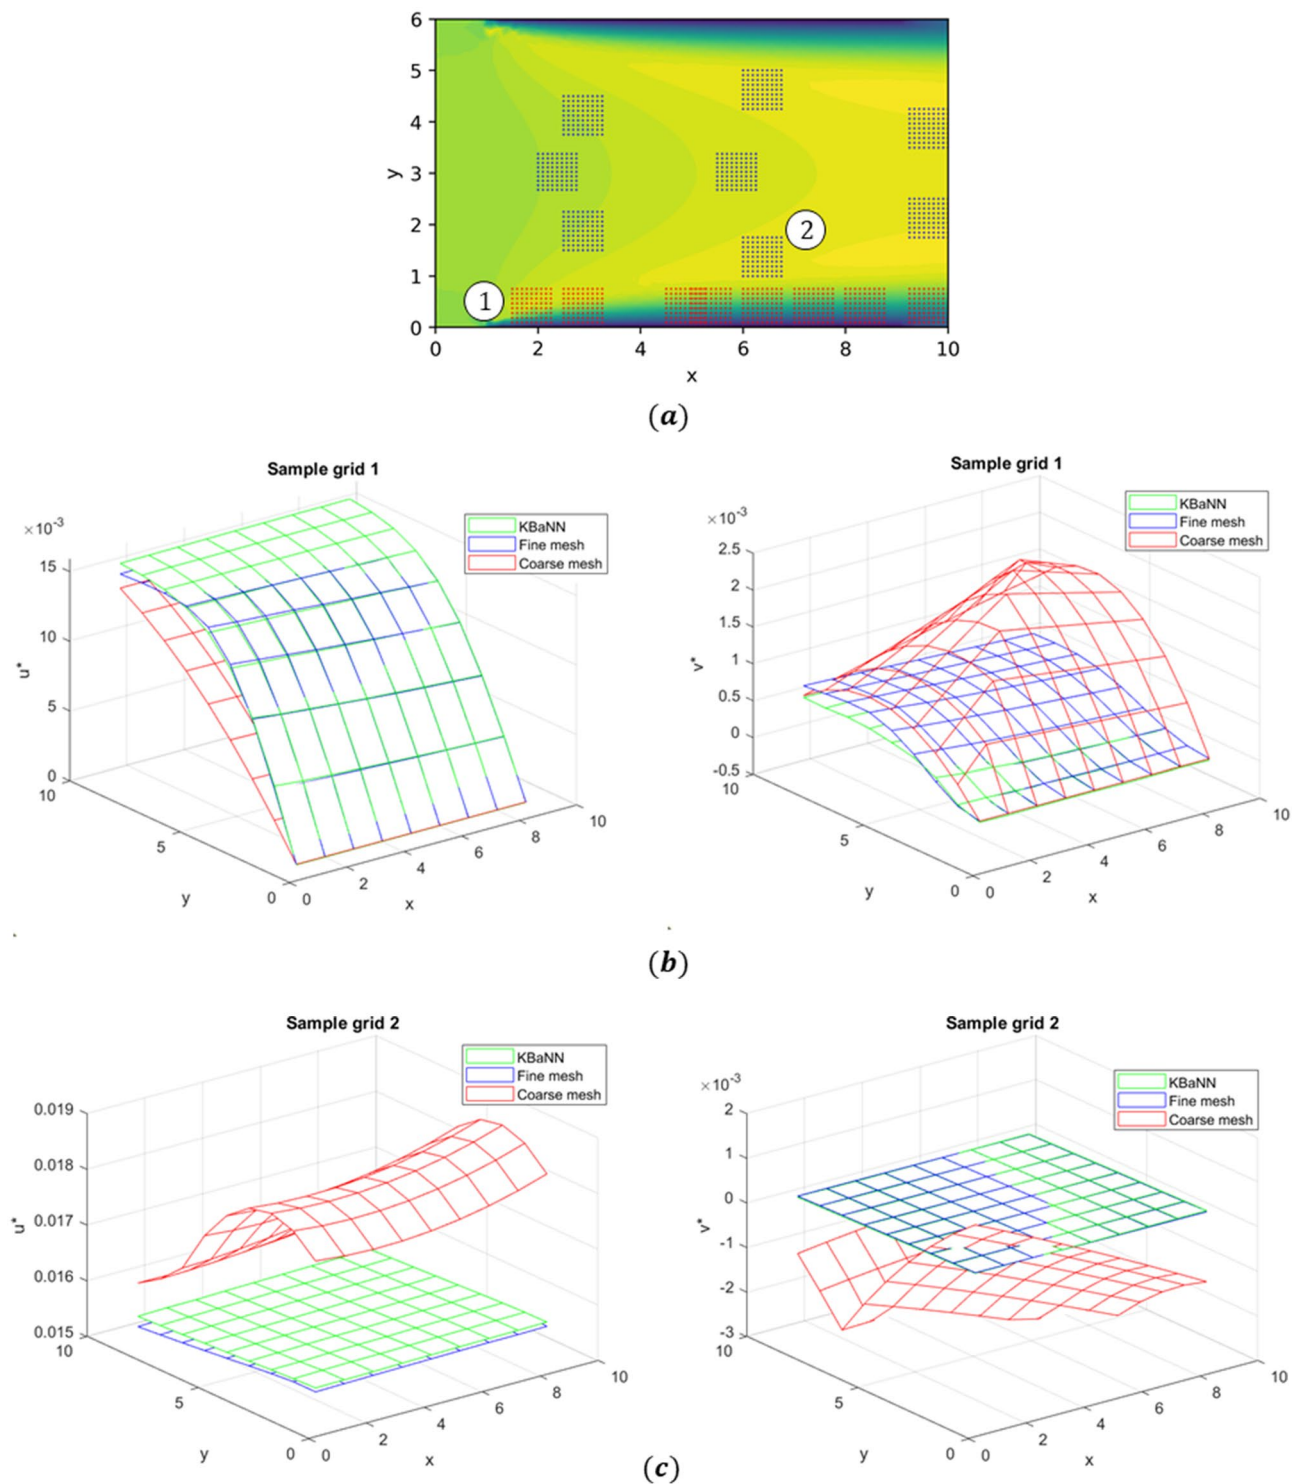 6
5
4
3
2
1
0
y
1
2
0 2 4 6 8 10
x
(a)
Sample grid 1
×10-3
KBaNN
Fine mesh
Coarse mesh
15
10
5
0
u*
10
5
0
y
0 2 4 6 8 10
x
Sample grid 1
×10-3
KBaNN
Fine mesh
Coarse mesh
2.5
2
1.5
1
0.5
0
-0.5
v*
10
5
0
y
0 2 4 6 8 10
x
(b)
Sample grid 2
KBaNN
Fine mesh
Coarse mesh
0.019
0.018
0.017
0.016
0.015
u*
10
5
0
y
0 2 4 6 8 10
x
Sample grid 2
×10-3
KBaNN
Fine mesh
Coarse mesh
2
1
0
-1
-2
-3
v*
10
5
0
y
0 2 4 6 8 10
x
(c)